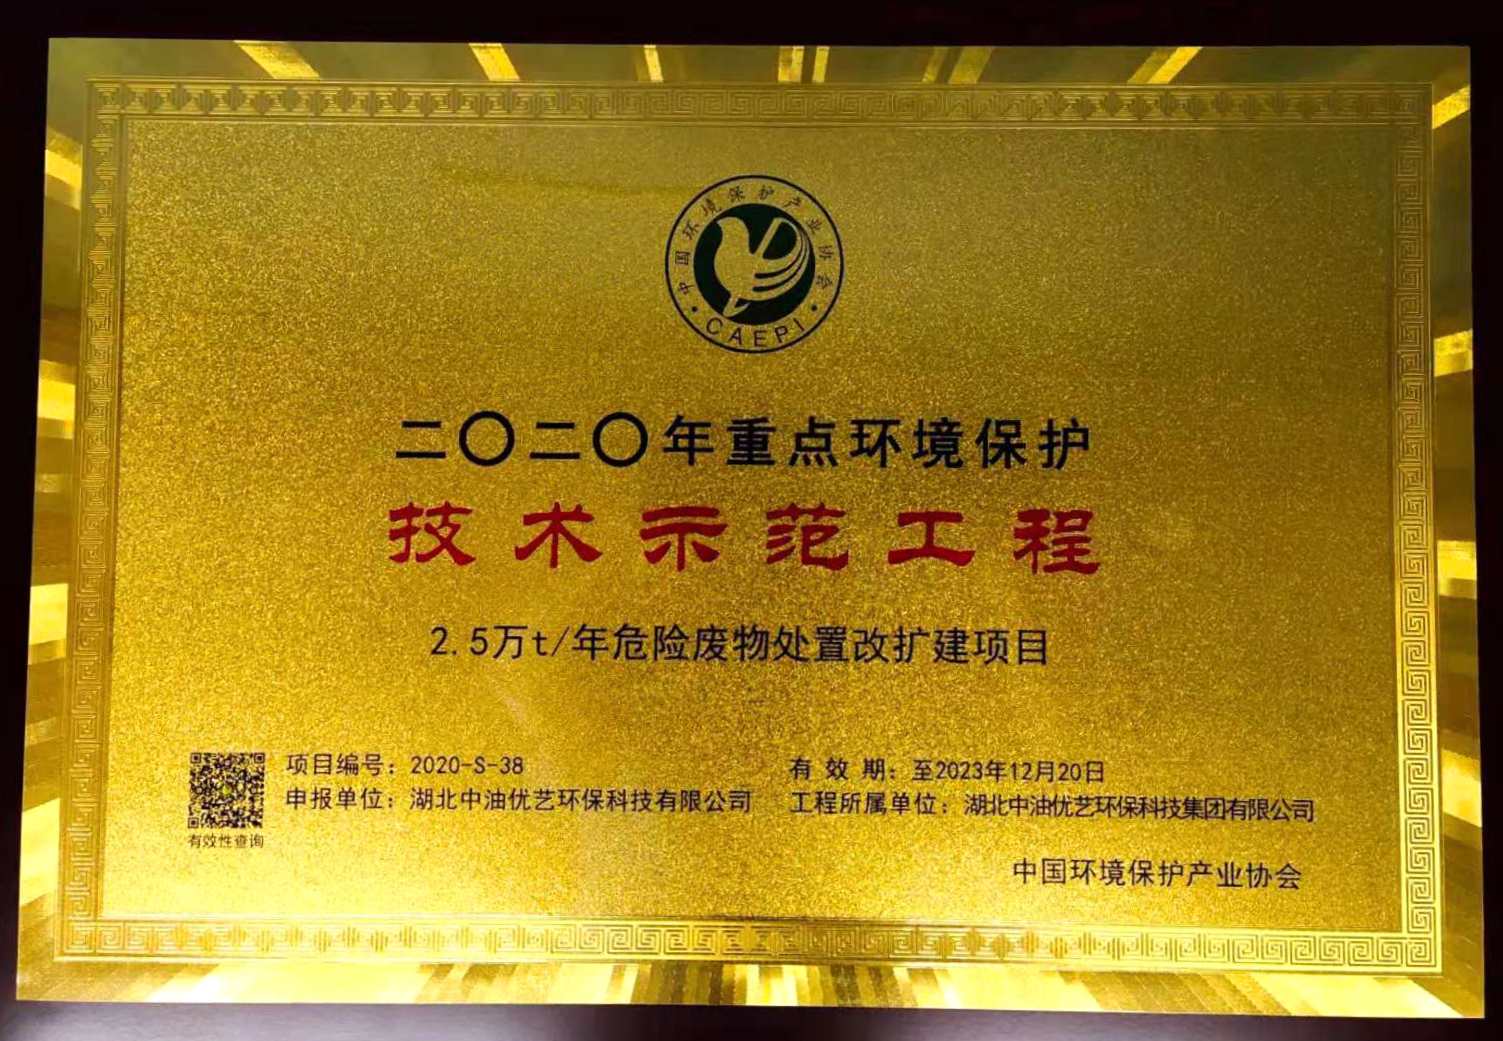 中国环境保护产业协会
CAEPI
二〇二〇年重点环境保护
技术示范工程
2.5万t/年危险废物处置改扩建项目
项目编号：2020-S-38
申报单位：湖北中油优艺环保科技有限公司
有效性查询
有 效 期：至2023年12月20日
工程所属单位：湖北中油优艺环保科技集团有限公司
中国环境保护产业协会